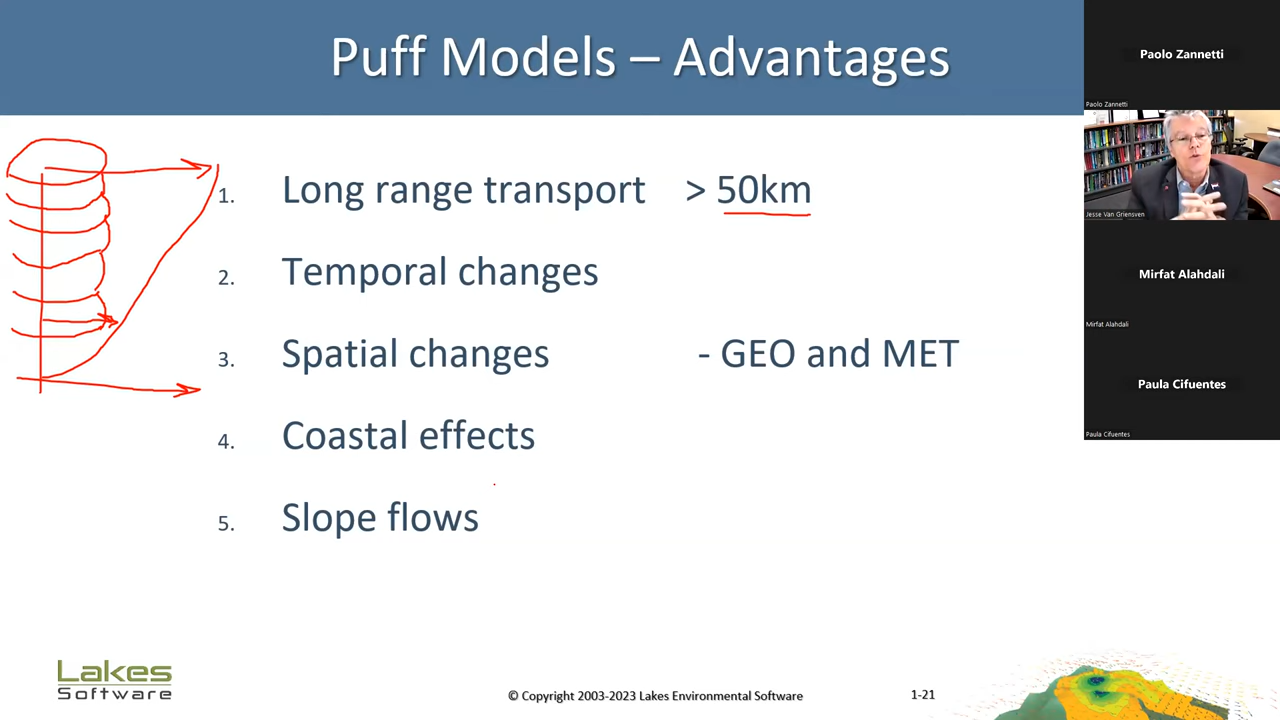 Puff Models – Advantages
1. Long range transport > 50km
2. Temporal changes
3. Spatial changes - GEO and MET
4. Coastal effects
5. Slope flows
Lakes
Software
© Copyright 2003-2023 Lakes Environmental Software
1-21
Paolo Zannetti
Paolo Zannetti
Jesse Van Griensven
Mirfat Alahdali
Mirfat Alahdali
Paula Cifuentes
Paula Cifuentes